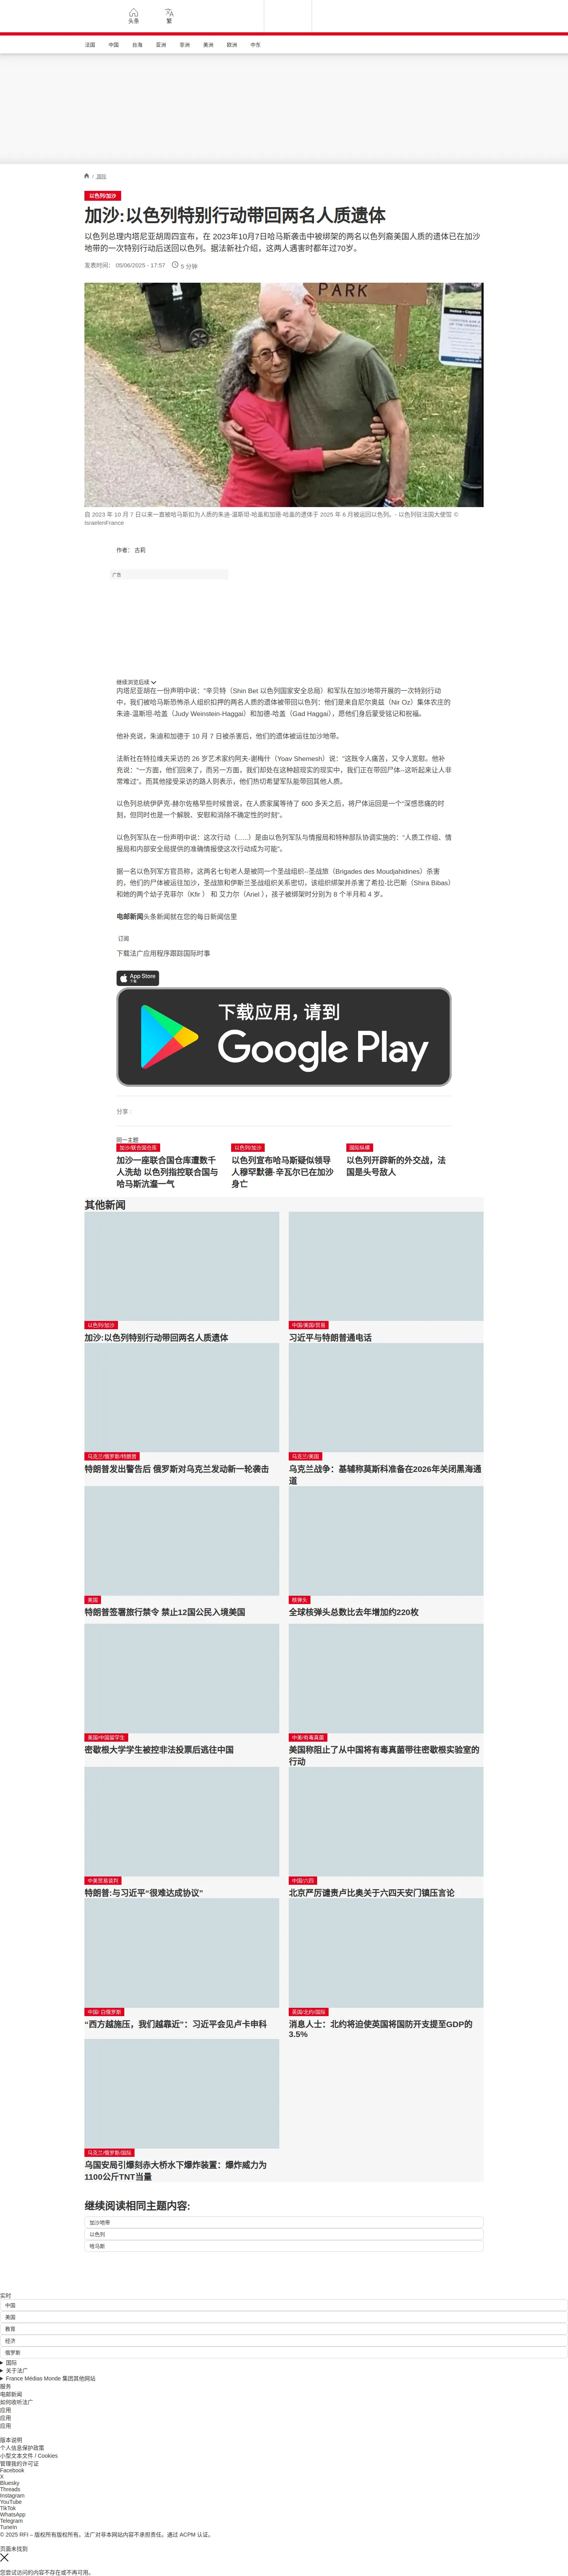 头条
繁
法国 中国 台海 亚洲 非洲 美洲 欧洲 中东
/ 国际
以色列/加沙
加沙:以色列特别行动带回两名人质遗体
以色列总理内塔尼亚胡周四宣布，在 2023年10月7日哈马斯袭击中被绑架的两名以色列裔美国人质的遗体已在加沙
地带的一次特别行动后送回以色列。据法新社介绍，这两人遇害时都年过70岁。
发表时间： 05/06/2025 - 17:57 5 分钟
PARK
自 2023 年 10 月 7 日以来一直被哈马斯扣为人质的朱迪-温斯坦-哈盖和加德-哈盖的遗体于 2025 年 6 月被运回以色列。- 以色列驻法国大使馆 ©
IsraelenFrance
作者： 古莉
广告
继续浏览后续
内塔尼亚胡在一份声明中说："辛贝特（Shin Bet 以色列国家安全总局）和军队在加沙地带开展的一次特别行动
中，我们被哈马斯恐怖杀人组织扣押的两名人质的遗体被带回以色列：他们是来自尼尔奥兹（Nir Oz）集体农庄的
朱迪-温斯坦-哈盖（Judy Weinstein-Haggai）和加德-哈盖（Gad Haggai），愿他们身后蒙受铭记和祝福。
他补充说，朱迪和加德于 10 月 7 日被杀害后，他们的遗体被运往加沙地带。
法新社在特拉维夫采访的 26 岁艺术家约阿夫-谢梅什（Yoav Shemesh）说："这既令人痛苦，又令人宽慰。他补
充说："一方面，他们回来了，而另一方面，我们却处在这种超现实的现实中，我们正在带回尸体--这听起来让人非
常难过"。而其他接受采访的路人则表示，他们热切希望军队能带回其他人质。
以色列总统伊萨克-赫尔佐格早些时候曾说，在人质家属等待了 600 多天之后，将尸体运回是一个"深感悲痛的时
刻，但同时也是一个解脱、安慰和消除不确定性的时刻"。
以色列军队在一份声明中说：这次行动（......）是由以色列军队与情报局和特种部队协调实施的："人质工作组、情
报局和内部安全局提供的准确情报使这次行动成为可能"。
据一名以色列军方官员称，这两名七旬老人是被同一个圣战组织--圣战旅（Brigades des Moudjahidines）杀害
的，他们的尸体被运往加沙，圣战旅和伊斯兰圣战组织关系密切，该组织绑架并杀害了希拉-比巴斯（Shira Bibas）
和她的两个幼子克菲尔（Kfir ） 和 艾力尔（Ariel ），孩子被绑架时分别为 8 个半月和 4 岁。
电邮新闻头条新闻就在您的每日新闻信里
订阅
下载法广应用程序跟踪国际时事
App Store
下载
下载应用，请到
Google Play
分享 :
同一主题
加沙/联合国仓库
加沙一座联合国仓库遭数千
人洗劫 以色列指控联合国与
哈马斯沆瀣一气
以色列/加沙
以色列宣布哈马斯疑似领导
人穆罕默德·辛瓦尔已在加沙
身亡
国际纵横
以色列开辟新的外交战，法
国是头号敌人
其他新闻
以色列/加沙
加沙:以色列特别行动带回两名人质遗体
中国/美国/贸易
习近平与特朗普通电话
乌克兰/俄罗斯/特朗普
特朗普发出警告后 俄罗斯对乌克兰发动新一轮袭击
乌克兰/美国
乌克兰战争：基辅称莫斯科准备在2026年关闭黑海通
道
美国
特朗普签署旅行禁令 禁止12国公民入境美国
核弹头
全球核弹头总数比去年增加约220枚
美国/中国留学生
密歇根大学学生被控非法投票后逃往中国
中美/有毒真菌
美国称阻止了从中国将有毒真菌带往密歇根实验室的
行动
中美贸易谈判
特朗普:与习近平"很难达成协议"
中国/六四
北京严厉谴责卢比奥关于六四天安门镇压言论
中国/ 白俄罗斯
“西方越施压，我们越靠近”：习近平会见卢卡申科
英国/北约/国际
消息人士：北约将迫使英国将国防开支提至GDP的
3.5%
乌克兰/俄罗斯/国际
乌国安局引爆刻赤大桥水下爆炸装置：爆炸威力为
1100公斤TNT当量
继续阅读相同主题内容:
加沙地带
以色列
哈马斯
实时
中国
美国
教育
经济
俄罗斯
国际
关于法广
France Médias Monde 集团其他网站
服务
电邮新闻
如何收听法广
应用
应用
应用
版本说明
个人信息保护政策
小型文本文件 / Cookies
管理我的许可证
Facebook
X
Bluesky
Threads
Instagram
YouTube
TikTok
WhatsApp
Telegram
TuneIn
© 2025 RFI – 版权所有版权所有。法广对非本网站内容不承担责任。通过 ACPM 认证。
页面未找到
您尝试访问的内容不存在或不再可用。